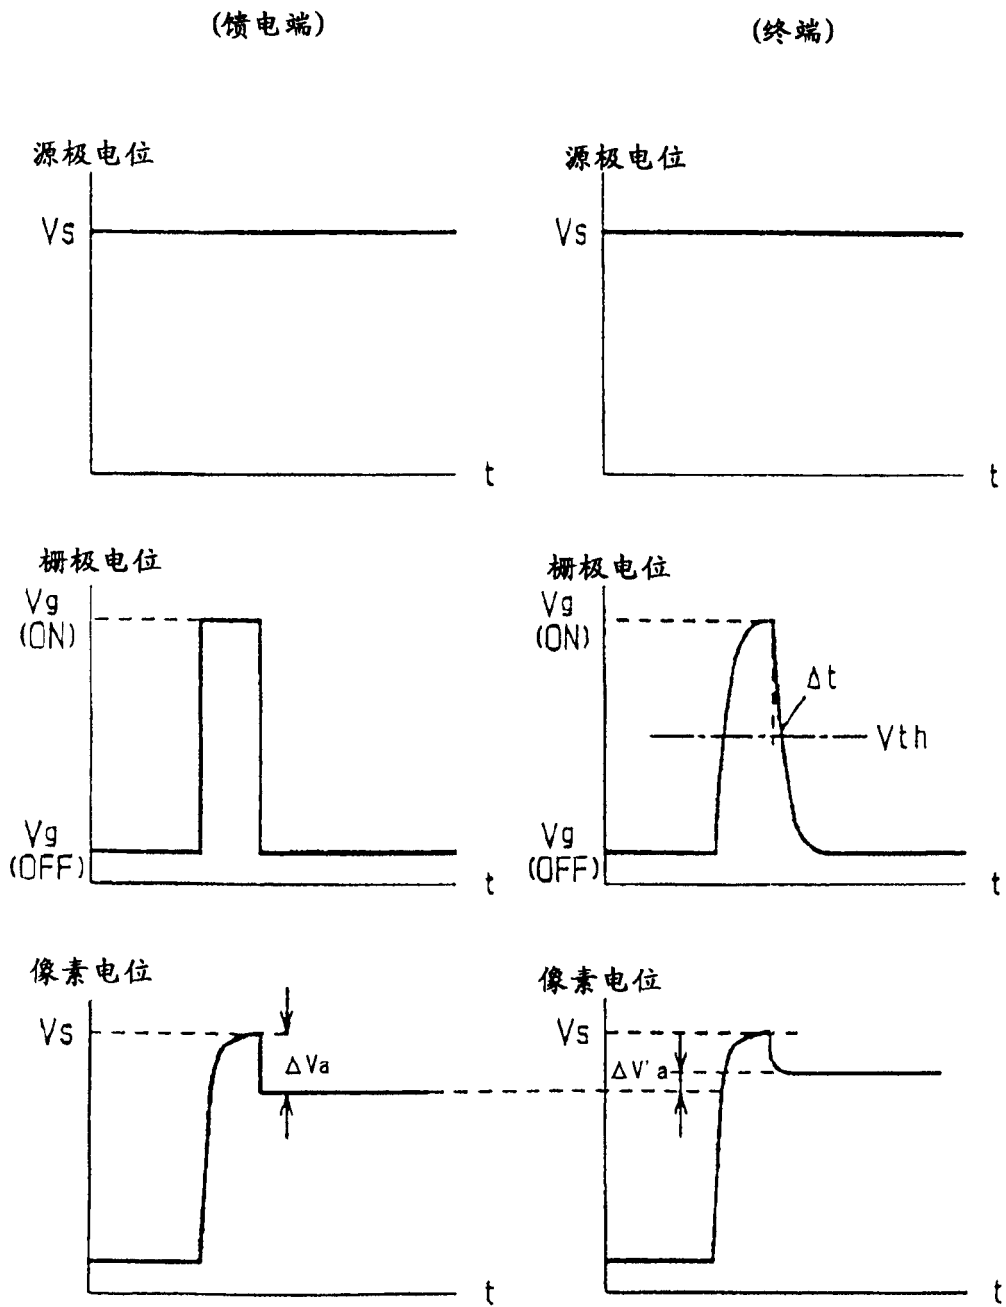 (馈电端)
(终端)
源极电位
Vs
t
源极电位
Vs
t
栅极电位
Vg
(ON)
Vg
(OFF)
t
栅极电位
Vg
(ON)
Δt
Vth
Vg
(OFF)
t
像素电位
Vs
ΔVa
t
像素电位
Vs
ΔV'a
t